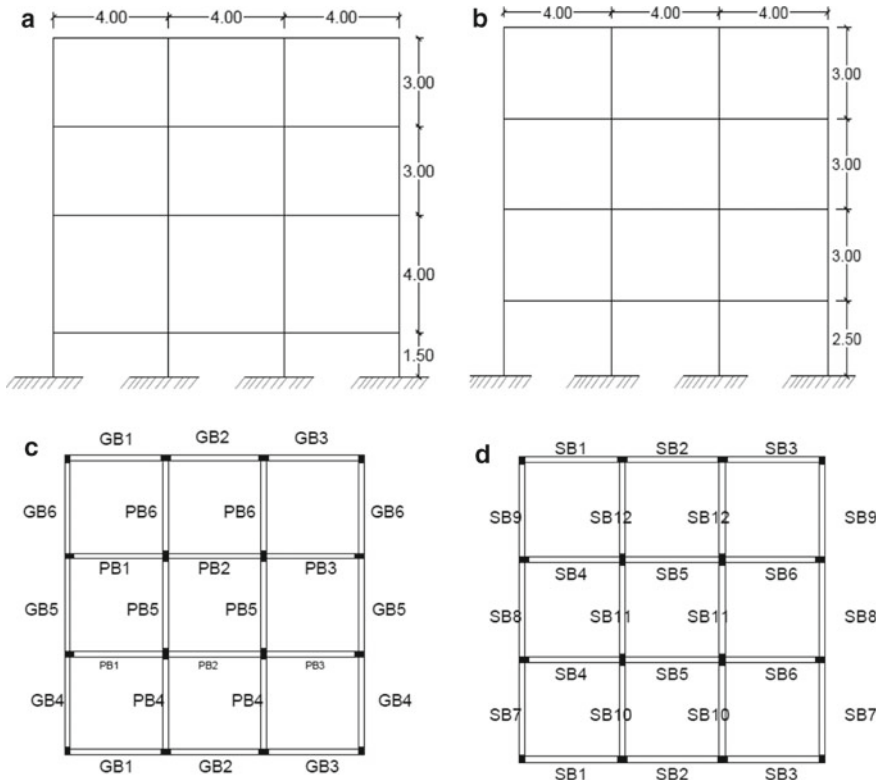 a
4.00 4.00 4.00
3.00
3.00
4.00
1.50
b
4.00 4.00 4.00
3.00
3.00
3.00
2.50
c
GB1 GB2 GB3
GB6 PB6 PB6 GB6
PB1 PB2 PB3
GB5 PB5 PB5 GB5
PB1 PB2 PB3
GB4 PB4 PB4 GB4
GB1 GB2 GB3
d
SB1 SB2 SB3
SB9 SB12 SB12 SB9
SB4 SB5 SB6
SB8 SB11 SB11 SB8
SB4 SB5 SB6
SB7 SB10 SB10 SB7
SB1 SB2 SB3